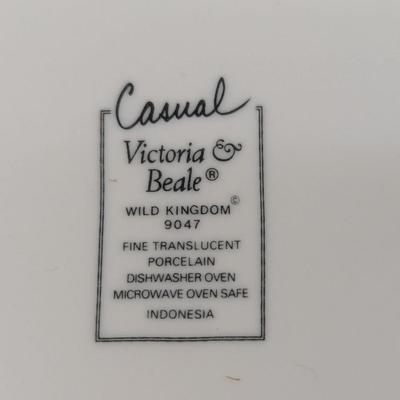 Casual
Victoria &
Beale®
WILD KINGDOM©
9047
FINE TRANSLUCENT
PORCELAIN
DISHWASHER OVEN
MICROWAVE OVEN SAFE
INDONESIA